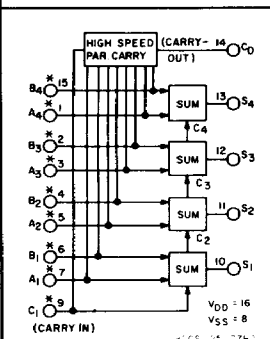 HIGH SPEED (CARRY-
PAR. CARRY OUT) 14 CO
* B4 15
* A4 1
SUM 13 S4
C4
* B3 2
* A3 3
SUM 12 S3
C3
* B2 4
* A2 5
SUM 11 S2
C2
* B1 6
* A1 7
SUM 10 S1
* C1 9
(CARRY IN)
VDD = 16
VSS = 8